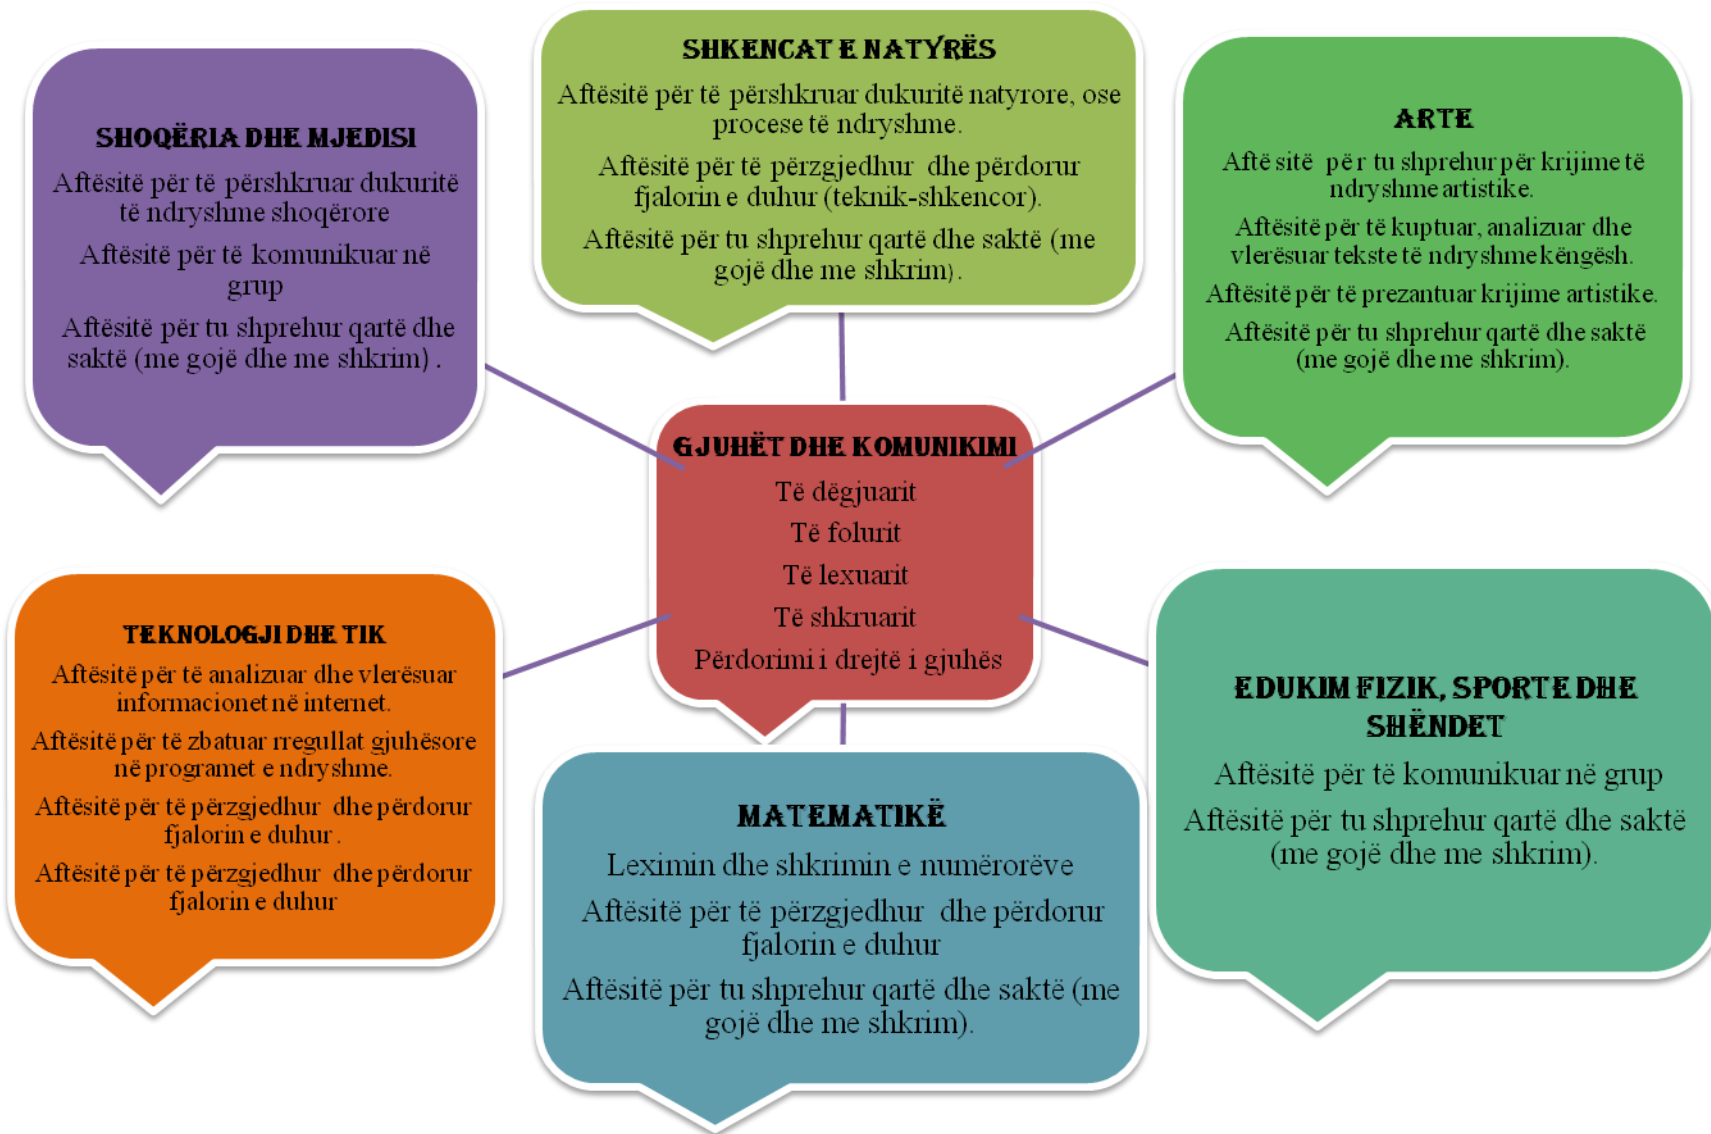 SHOQËRIA DHE MJEDISI
Aftësitë për të përshkruar dukuritë
të ndryshme shoqërore
Aftësitë për të komunikuar në
grup
Aftësitë për tu shprehur qartë dhe
saktë (me gojë dhe me shkrim) .
SHKENCAT E NATYRËS
Aftësitë për të përshkruar dukuritë natyrore, ose
procese të ndryshme.
Aftësitë për të përzgjedhur dhe përdorur
fjalorin e duhur (teknik-shkencor).
Aftësitë për tu shprehur qartë dhe saktë (me
gojë dhe me shkrim).
ARTE
Aftë sitë pë r tu shprehur për krijime të
ndryshme artistike.
Aftësitë për të kuptuar, analizuar dhe
vlerësuar tekste të ndryshme këngësh.
Aftësitë për të prezantuar krijime artistike.
Aftësitë për tu shprehur qartë dhe saktë
(me gojë dhe me shkrim).
GJUHËT DHE KOMUNIKIMI
Të dëgjuarit
Të folurit
Të lexuarit
Të shkruarit
Përdorimi i drejtë i gjuhës
TEKNOLOGJI DHE TIK
Aftësitë për të analizuar dhe vlerësuar
informacionet në internet.
Aftësitë për të zbatuar rregullat gjuhësore
në programet e ndryshme.
Aftësitë për të përzgjedhur dhe përdorur
fjalorin e duhur .
Aftësitë për të përzgjedhur dhe përdorur
fjalorin e duhur
MATEMATIKË
Leximin dhe shkrimin e numërorëve
Aftësitë për të përzgjedhur dhe përdorur
fjalorin e duhur
Aftësitë për tu shprehur qartë dhe saktë (me
gojë dhe me shkrim).
EDUKIM FIZIK, SPORTE DHE
SHËNDET
Aftësitë për të komunikuar në grup
Aftësitë për tu shprehur qartë dhe saktë
(me gojë dhe me shkrim).